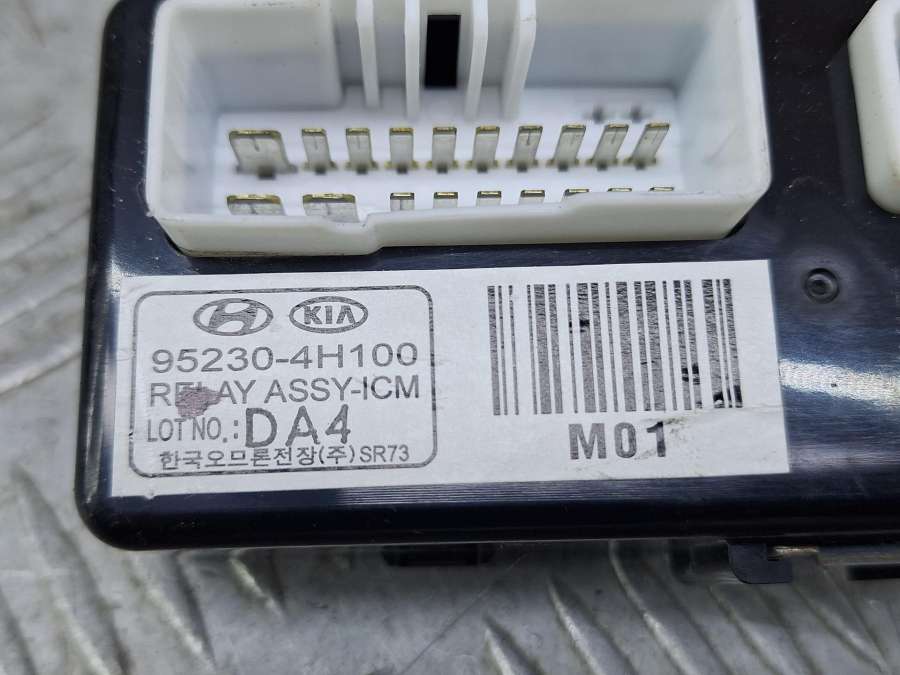 KIA
95230-4H100
RELAY ASSY-ICM
LOT NO.: DA4
한국오므론전장(주) SR73
M01